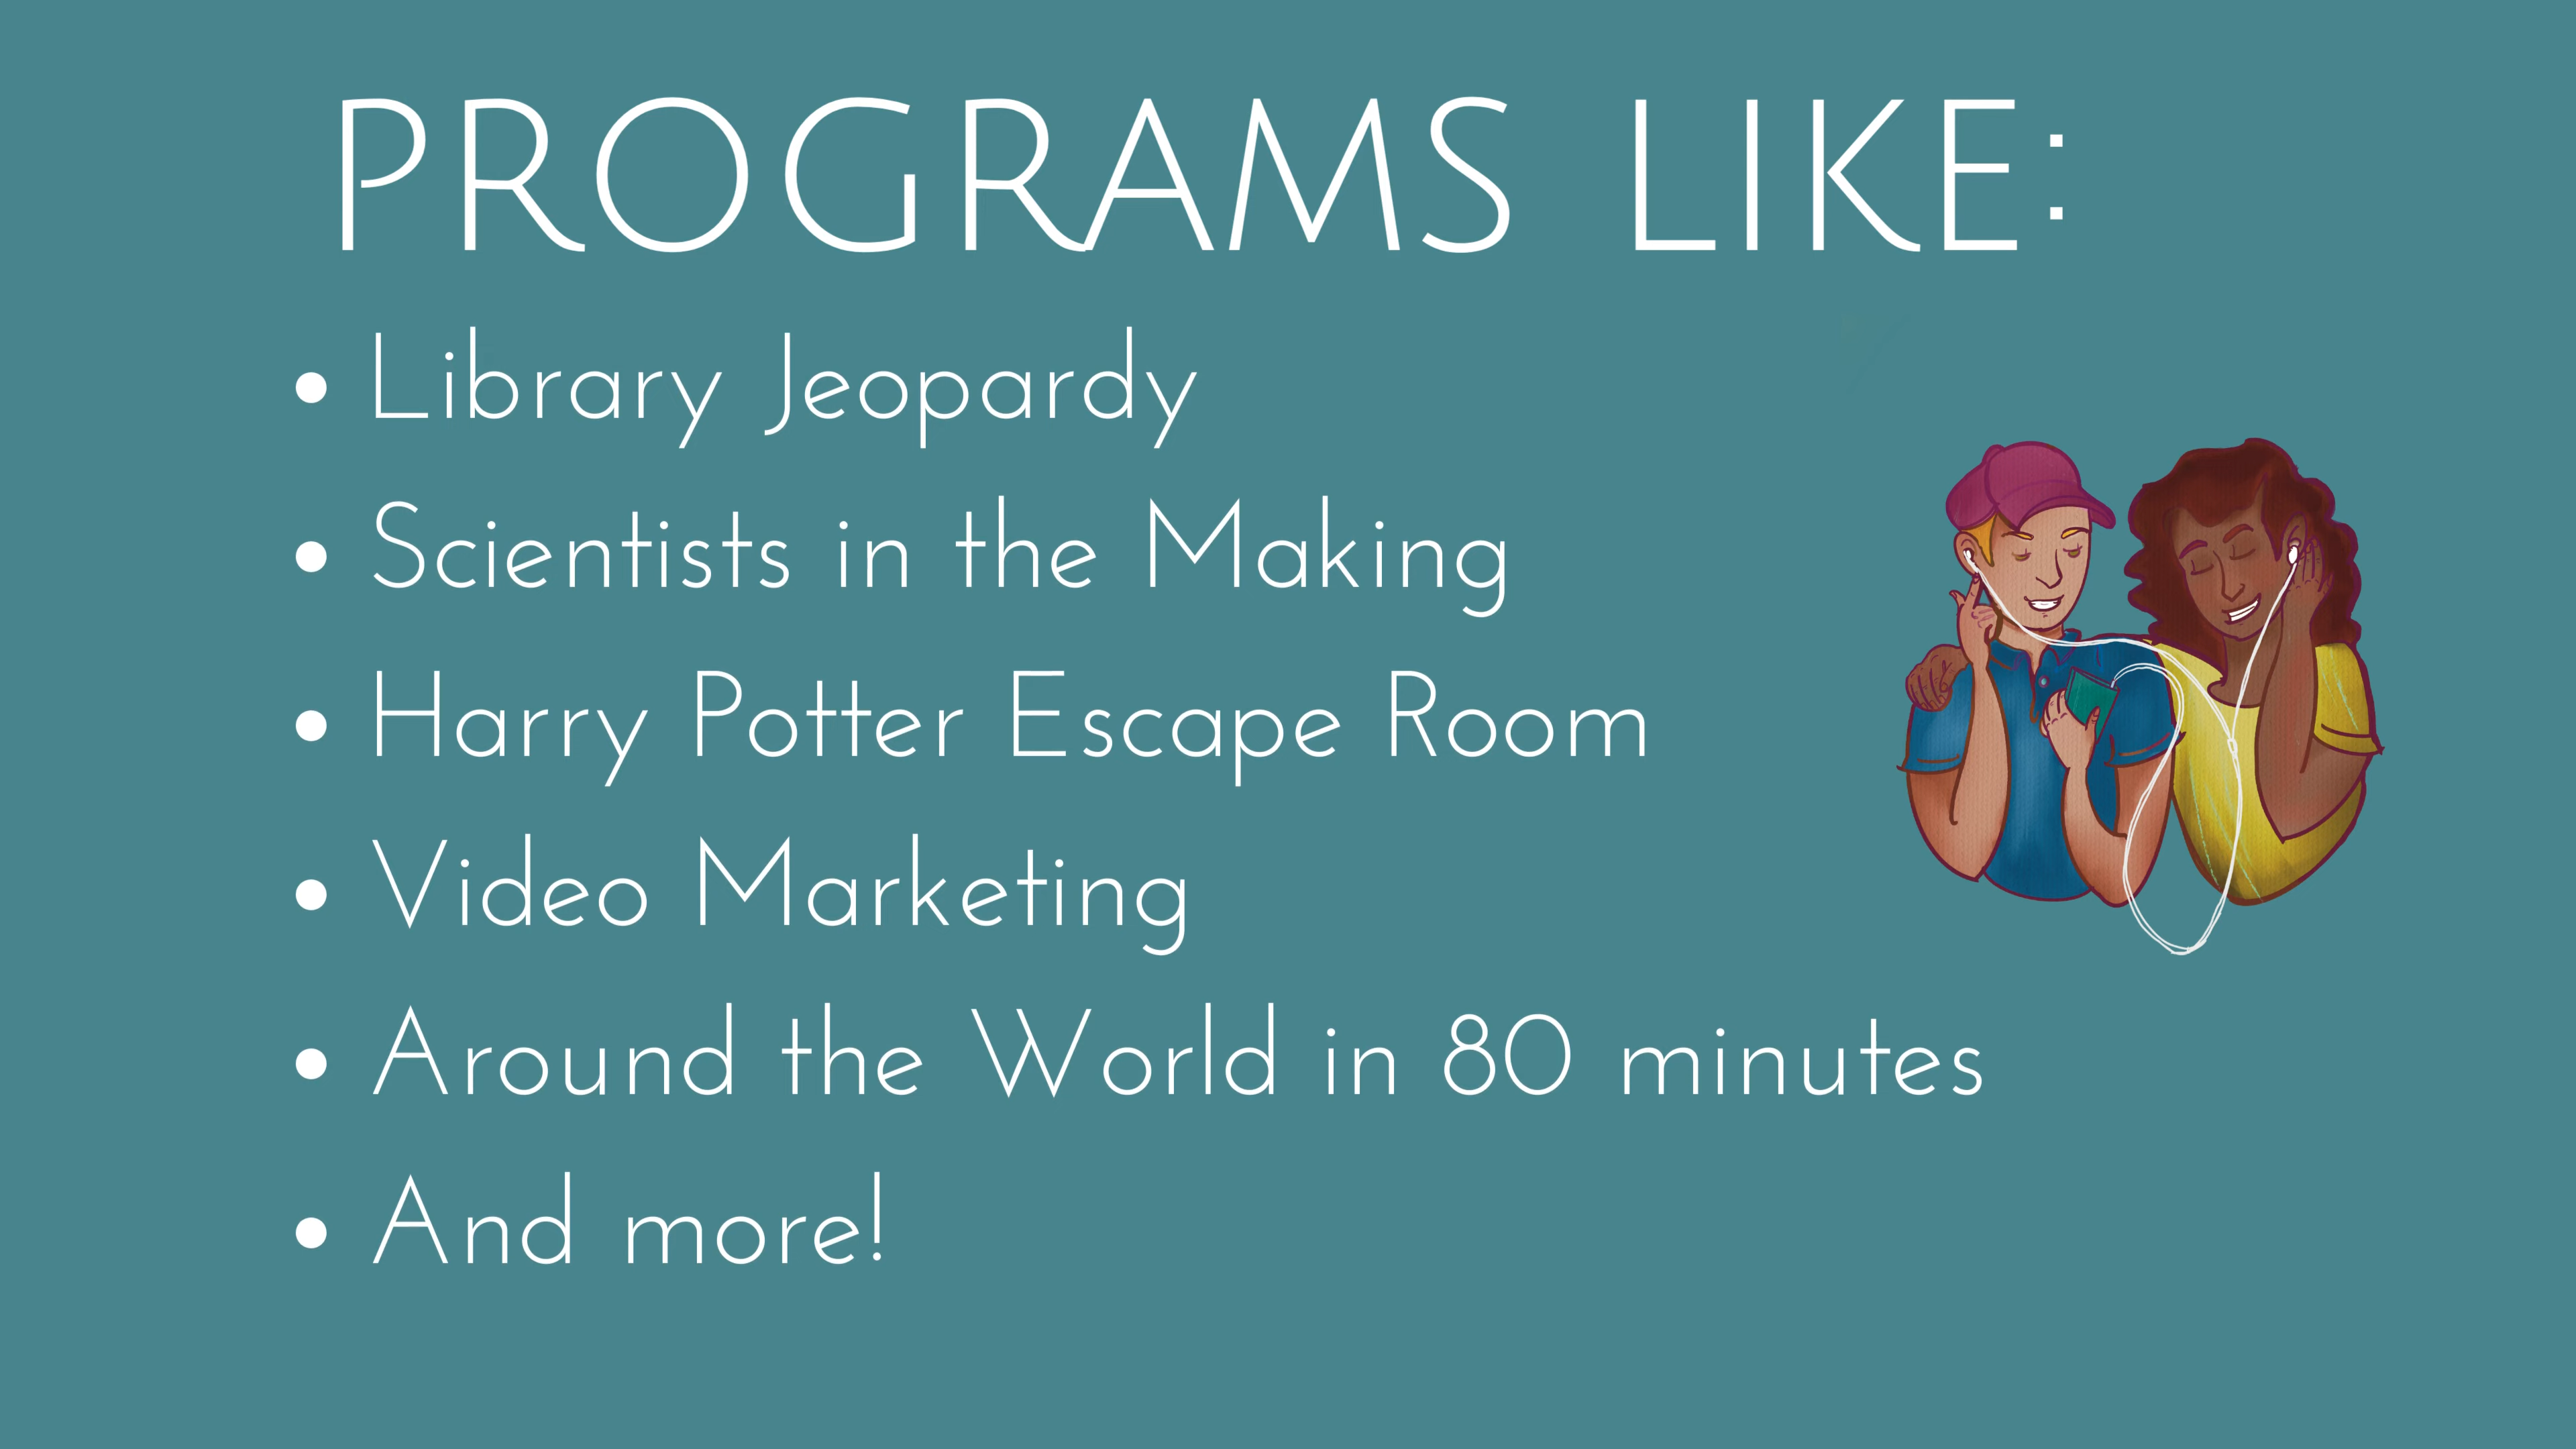 PROGRAMS LIKE:
• Library Jeopardy
• Scientists in the Making
• Harry Potter Escape Room
• Video Marketing
• Around the World in 80 minutes
• And more!